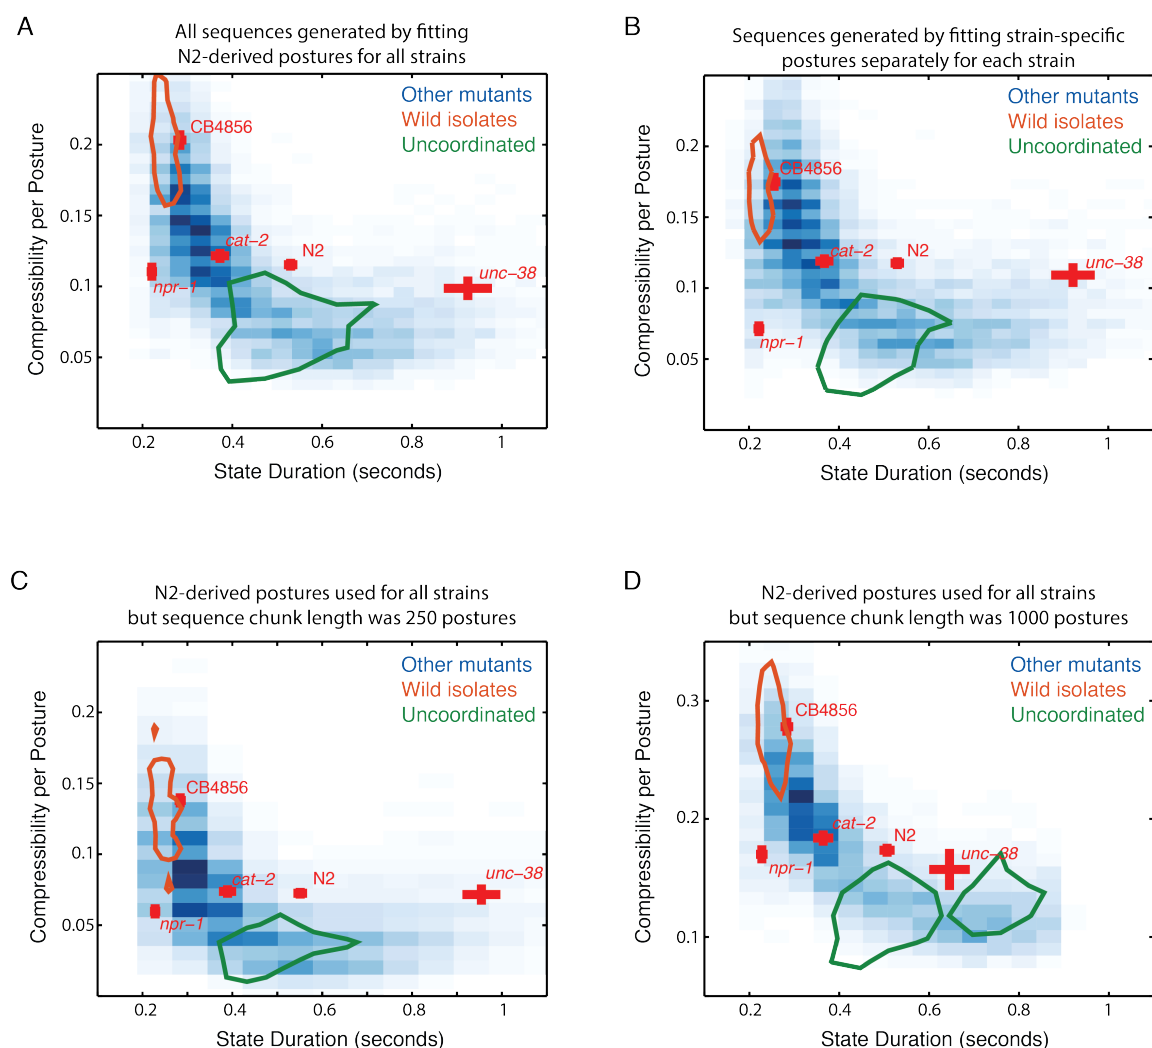 A
All sequences generated by fitting
N2-derived postures for all strains
Compressibility per Posture
0.2
0.15
0.1
0.05
Other mutants
Wild isolates
Uncoordinated
CB4856
cat-2
N2
npr-1
unc-38
0.2 0.4 0.6 0.8 1
State Duration (seconds)
B
Sequences generated by fitting strain-specific
postures separately for each strain
Compressibility per Posture
0.2
0.15
0.1
0.05
Other mutants
Wild isolates
Uncoordinated
CB4856
cat-2
N2
unc-38
npr-1
0.2 0.4 0.6 0.8 1
State Duration (seconds)
C
N2-derived postures used for all strains
but sequence chunk length was 250 postures
Compressibility per Posture
0.2
0.15
0.1
0.05
Other mutants
Wild isolates
Uncoordinated
CB4856
cat-2
N2
unc-38
npr-1
0.2 0.4 0.6 0.8 1
State Duration (seconds)
D
N2-derived postures used for all strains
but sequence chunk length was 1000 postures
Compressibility per Posture
0.3
0.2
0.1
Other mutants
Wild isolates
Uncoordinated
CB4856
cat-2
N2
unc-38
npr-1
0.2 0.4 0.6 0.8 1
State Duration (seconds)